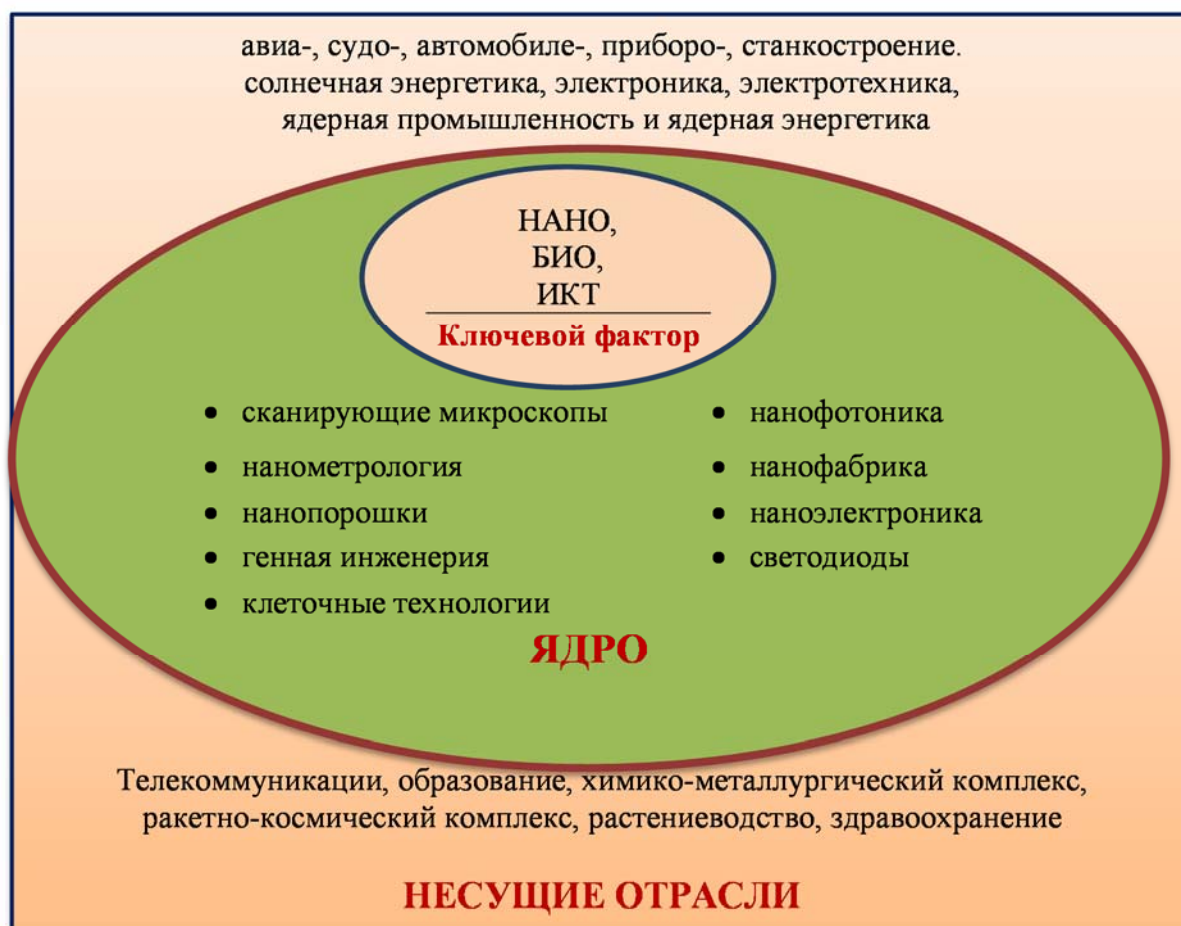 авиа-, судо-, автомобиле-, приборо-, станкостроение.
солнечная энергетика, электроника, электротехника,
ядерная промышленность и ядерная энергетика
НАНО,
БИО,
ИКТ
Ключевой фактор
• сканирующие микроскопы
• нанометрология
• нанопорошки
• генная инженерия
• клеточные технологии
• нанофотоника
• нанофабрика
• наноэлектроника
• светодиоды
ЯДРО
Телекоммуникации, образование, химико-металлургический комплекс,
ракетно-космический комплекс, растениеводство, здравоохранение
НЕСУЩИЕ ОТРАСЛИ